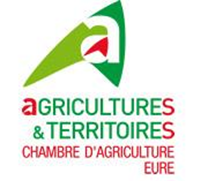 a
agRICULTURES
& TERRITOIRES
CHAMBRE D'AGRICULTURE
EURE